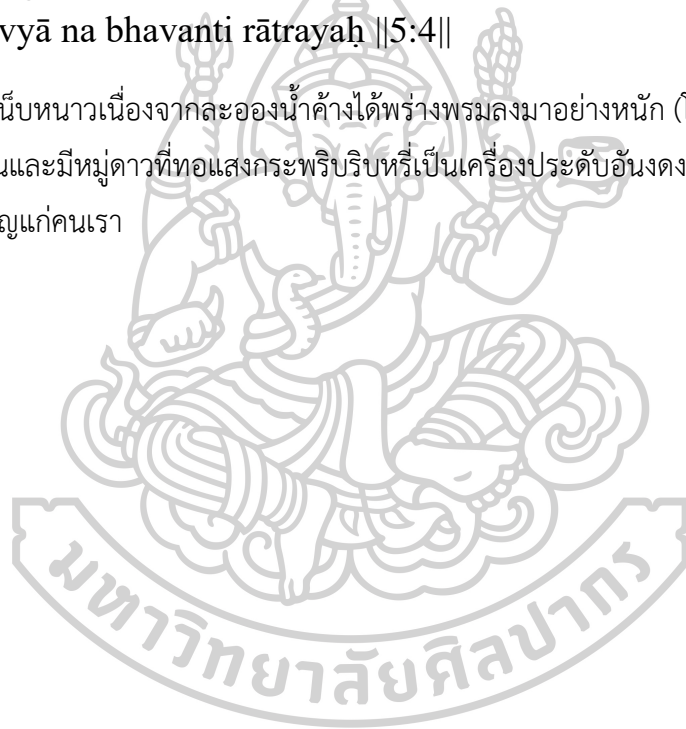 vyā na bhavanti rātrayaḥ ||5:4||
น็บหนาวเนื่องจากละอองน้ำค้างได้พร่างพรมลงมาอย่างหนัก (โ
นและมีหมู่ดาวที่ทอแสงกระพริบริบหรี่เป็นเครื่องประดับอันงดง
ญแก่คนเรา
มหาวิทยาลัยศิลปากร